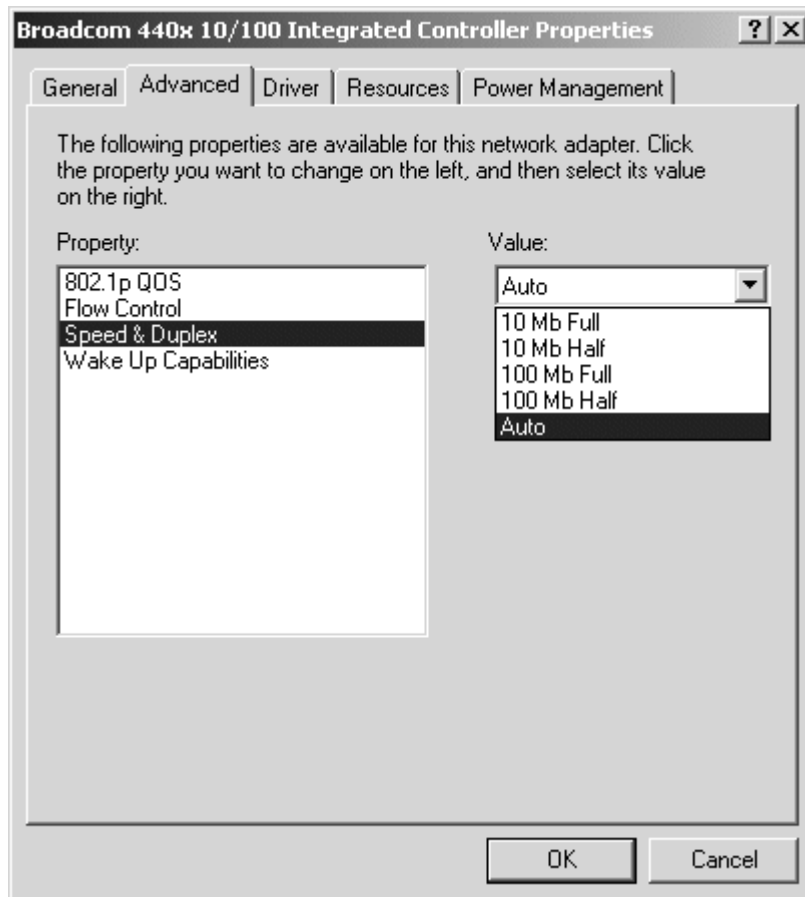 Broadcom 440x 10/100 Integrated Controller Properties
General Advanced Driver Resources Power Management
The following properties are available for this network adapter. Click
the property you want to change on the left, and then select its value
on the right.
Property:
802.1p QOS
Flow Control
Speed & Duplex
Wake Up Capabilities
Value:
Auto
10 Mb Full
10 Mb Half
100 Mb Full
100 Mb Half
Auto
OK Cancel